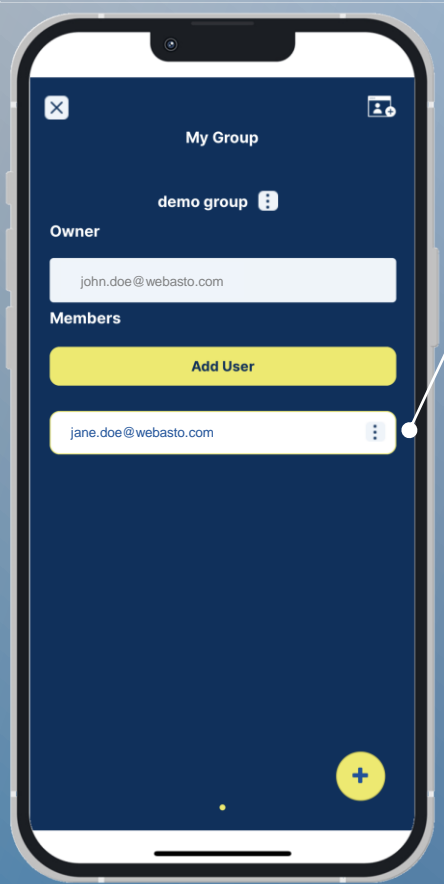 My Group
demo group
Owner
john.doe@webasto.com
Members
Add User
jane.doe@webasto.com